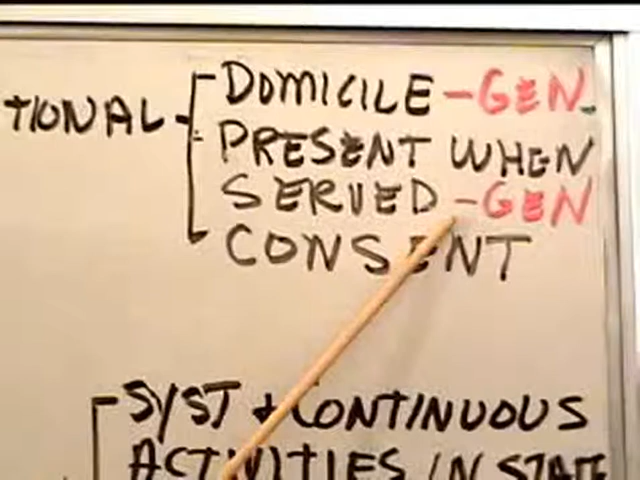 TIONAL
DOMICILE -GEN
PRESENT WHEN
SERVED -GEN
CONSENT
SYST + CONTINUOUS
ACTIVITIES IN STATE